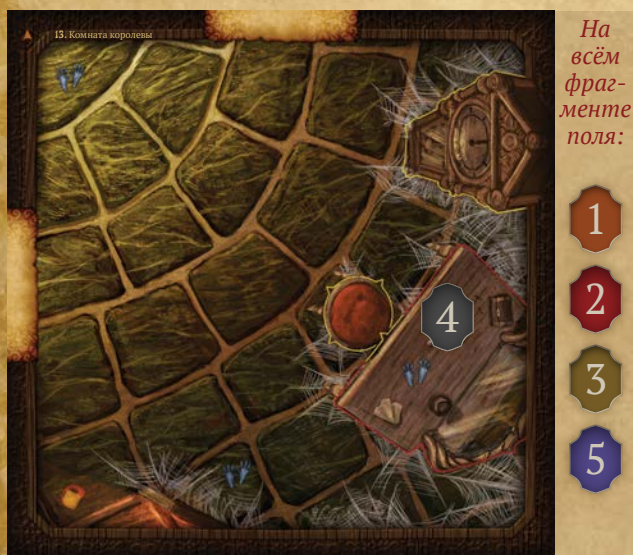 13. Комната королевы
На
всём
фраг-
менте
поля:
1
2
4
3
5